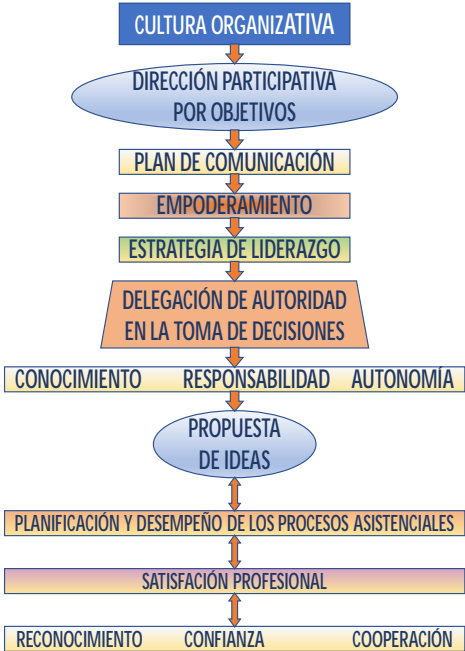 CULTURA ORGANIZATIVA
DIRECCIÓN PARTICIPATIVA
POR OBJETIVOS
PLAN DE COMUNICACIÓN
EMPODERAMIENTO
ESTRATEGIA DE LIDERAZGO
DELEGACIÓN DE AUTORIDAD
EN LA TOMA DE DECISIONES
CONOCIMIENTO RESPONSABILIDAD AUTONOMÍA
PROPUESTA
DE IDEAS
PLANIFICACIÓN Y DESEMPEÑO DE LOS PROCESOS ASISTENCIALES
SATISFACIÓN PROFESIONAL
RECONOCIMIENTO CONFIANZA COOPERACIÓN